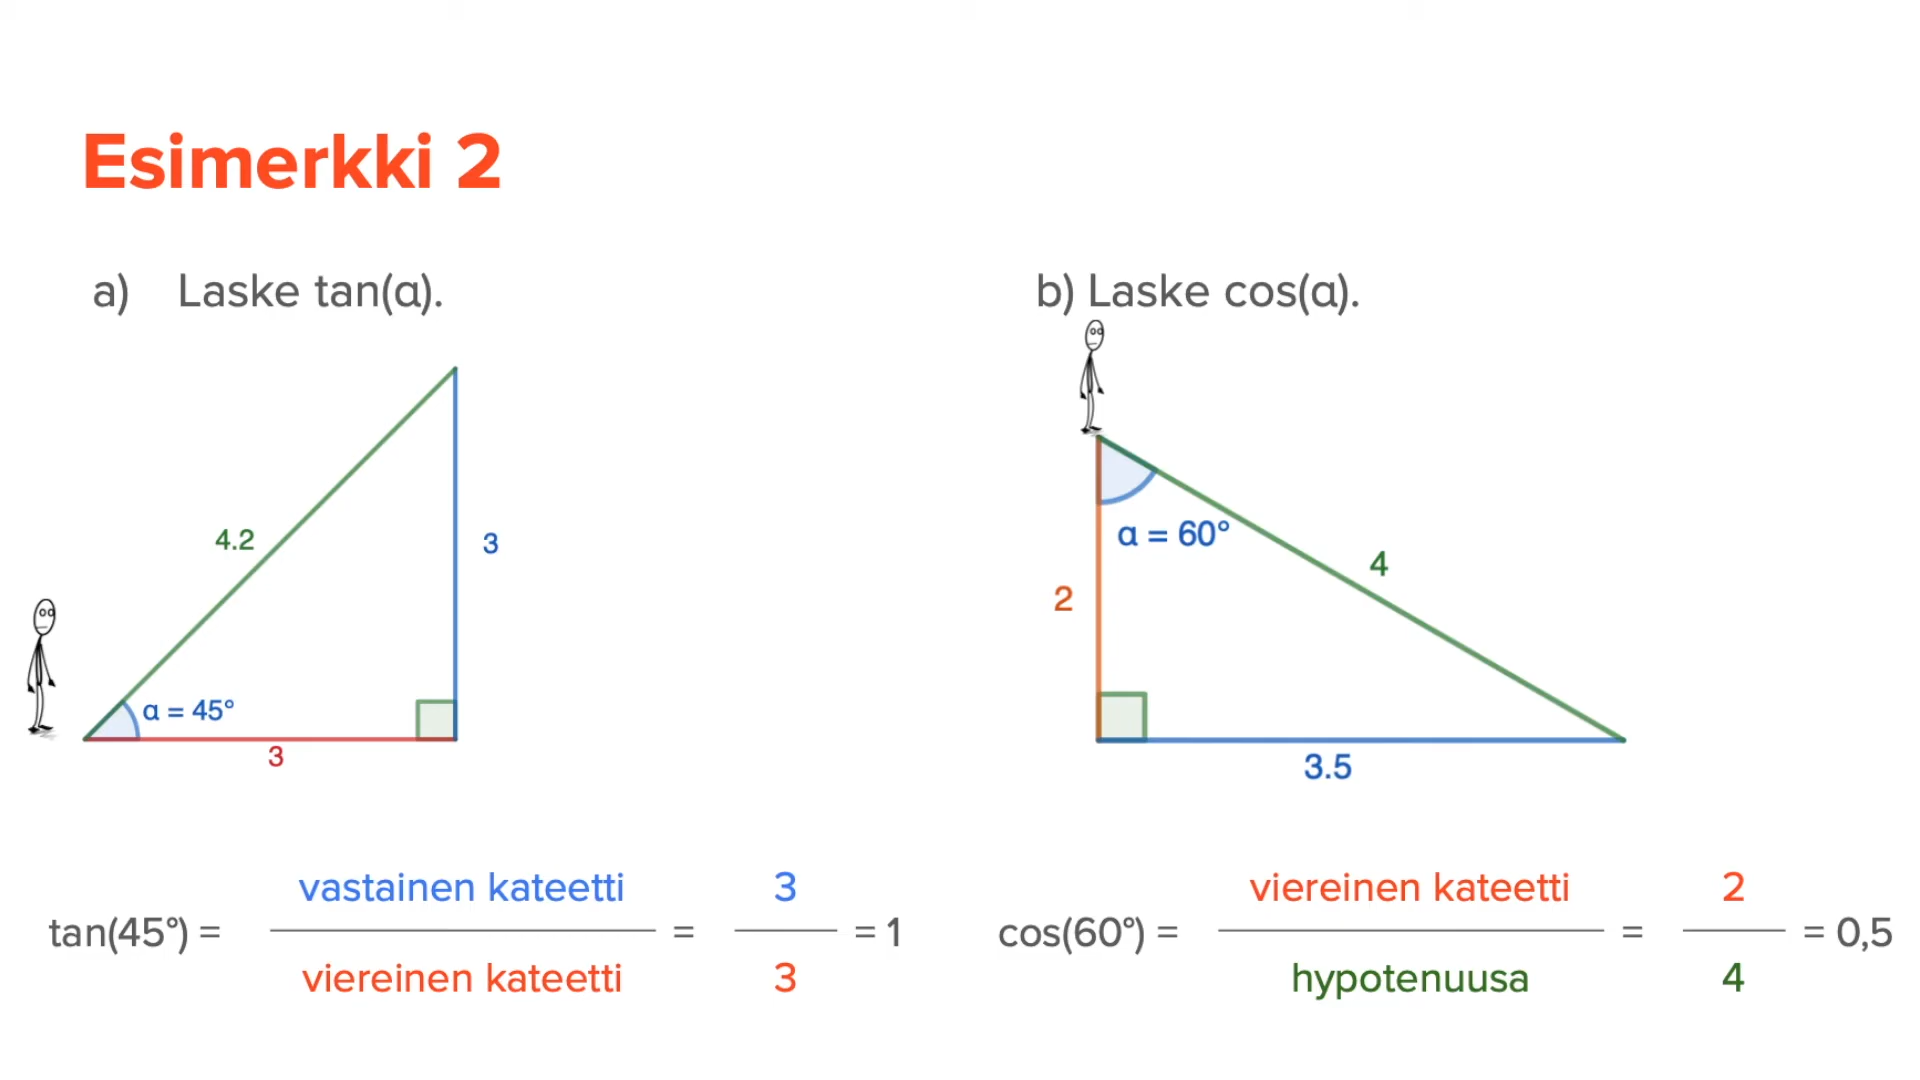 Esimerkki 2
a) Laske tan(α).
4.2
3
α = 45°
3
tan(45°) = vastainen kateetti / viereinen kateetti = 3 / 3 = 1
b) Laske cos(α).
α = 60°
4
2
3.5
cos(60°) = viereinen kateetti / hypotenuusa = 2 / 4 = 0,5